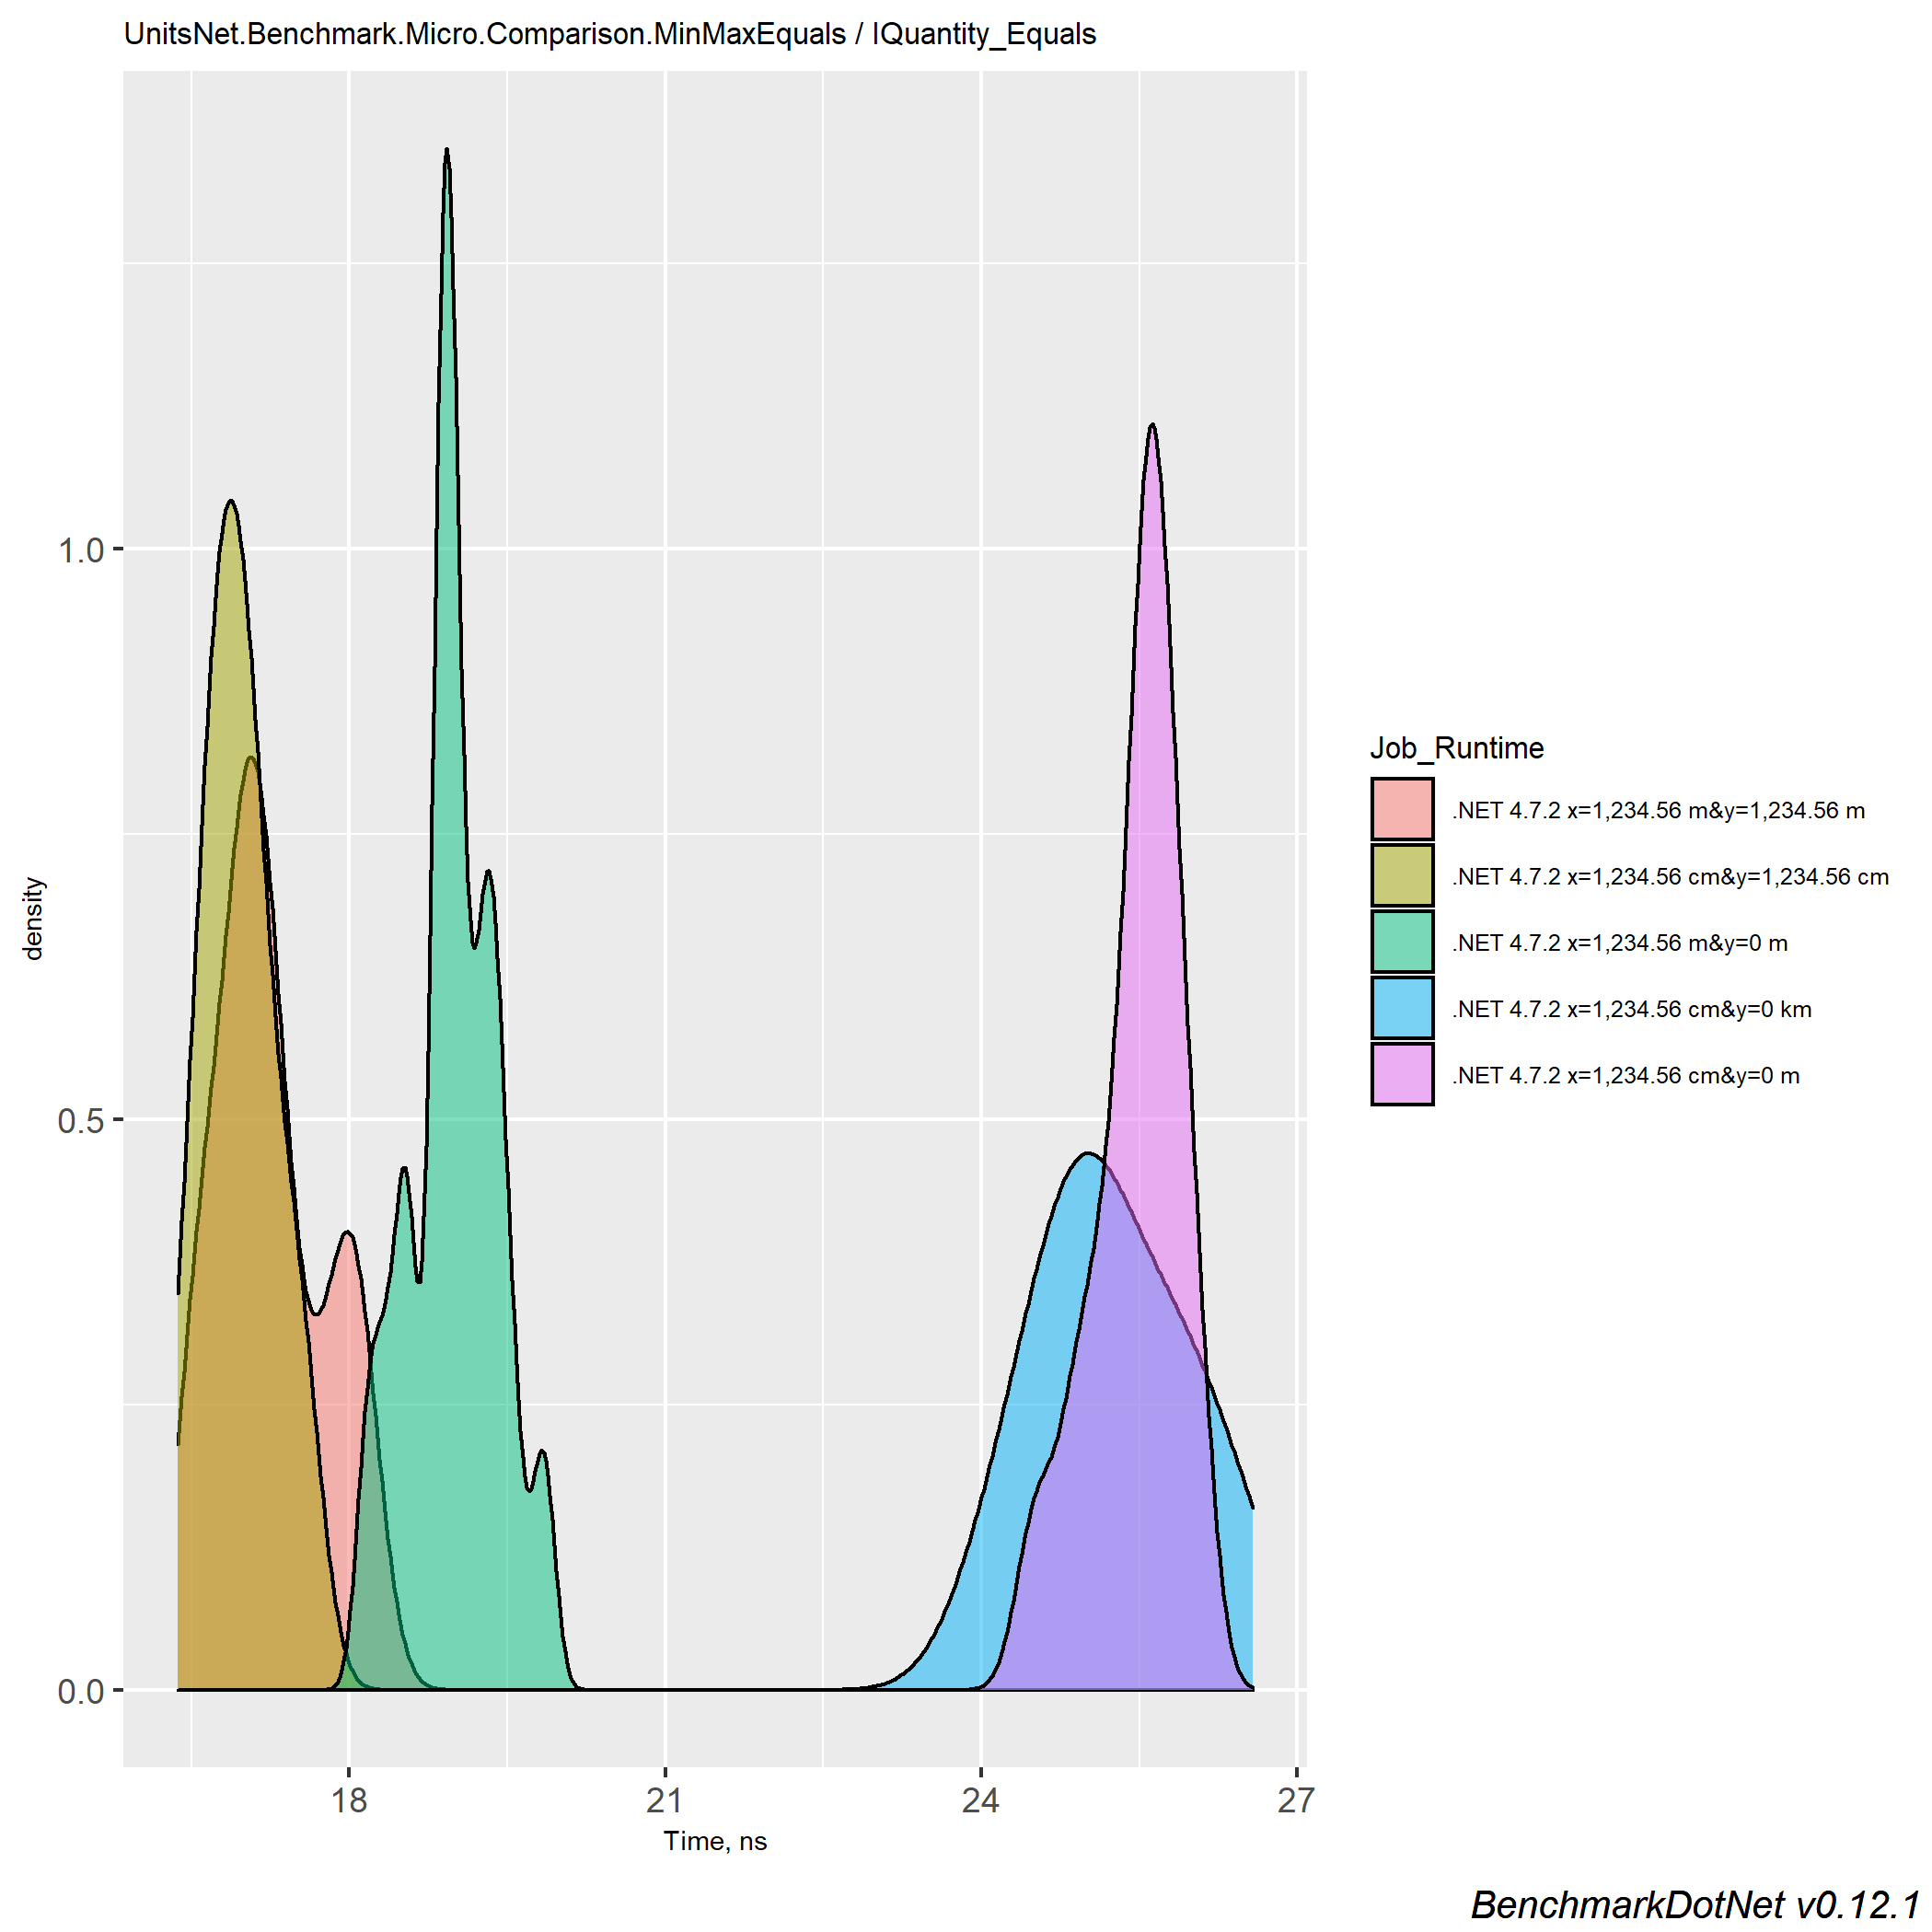 UnitsNet.Benchmark.Micro.Comparison.MinMaxEquals / IQuantity_Equals
1.0
0.5
0.0
density
18
21
24
27
Time, ns
Job_Runtime
.NET 4.7.2 x=1,234.56 m&y=1,234.56 m
.NET 4.7.2 x=1,234.56 cm&y=1,234.56 cm
.NET 4.7.2 x=1,234.56 m&y=0 m
.NET 4.7.2 x=1,234.56 cm&y=0 km
.NET 4.7.2 x=1,234.56 cm&y=0 m
BenchmarkDotNet v0.12.1